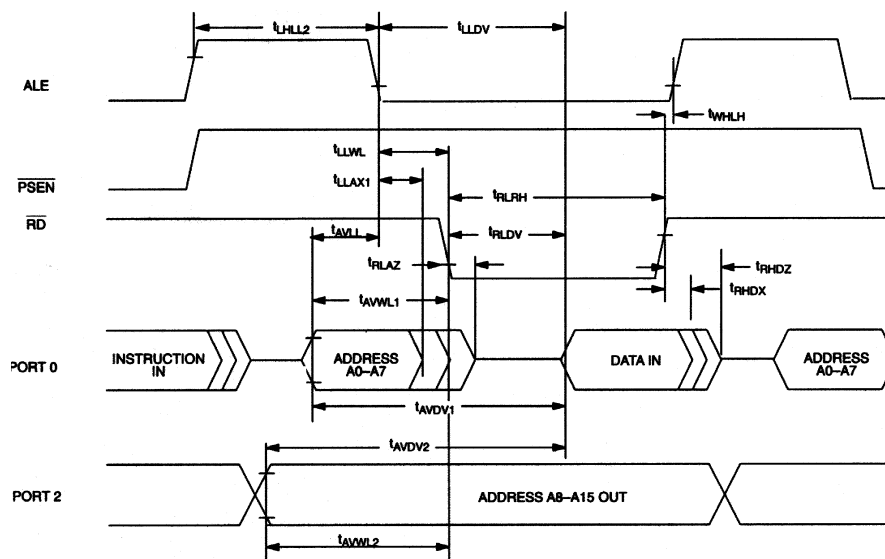 tLHLL2
tLLDV
ALE
tWHLH
tLLWL
PSEN
tLLAX1
tRLRH
RD
tAVLL
tRLDV
tRLAZ
tRHDZ
tRHDX
tAVWL1
PORT 0
INSTRUCTION
IN
ADDRESS
A0–A7
DATA IN
ADDRESS
A0–A7
tAVDV1
tAVDV2
PORT 2
ADDRESS A8–A15 OUT
tAVWL2